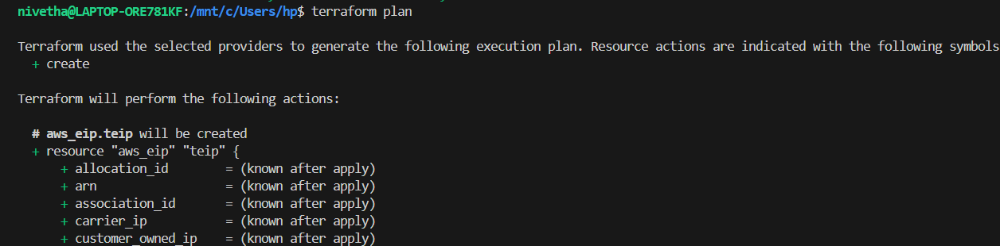 nivetha@LAPTOP-ORE781KF:/mnt/c/Users/hp$ terraform plan
Terraform used the selected providers to generate the following execution plan. Resource actions are indicated with the following symbols
+ create
Terraform will perform the following actions:
# aws_eip.teip will be created
+ resource "aws_eip" "teip" {
+ allocation_id = (known after apply)
+ arn = (known after apply)
+ association_id = (known after apply)
+ carrier_ip = (known after apply)
+ customer_owned_ip = (known after apply)